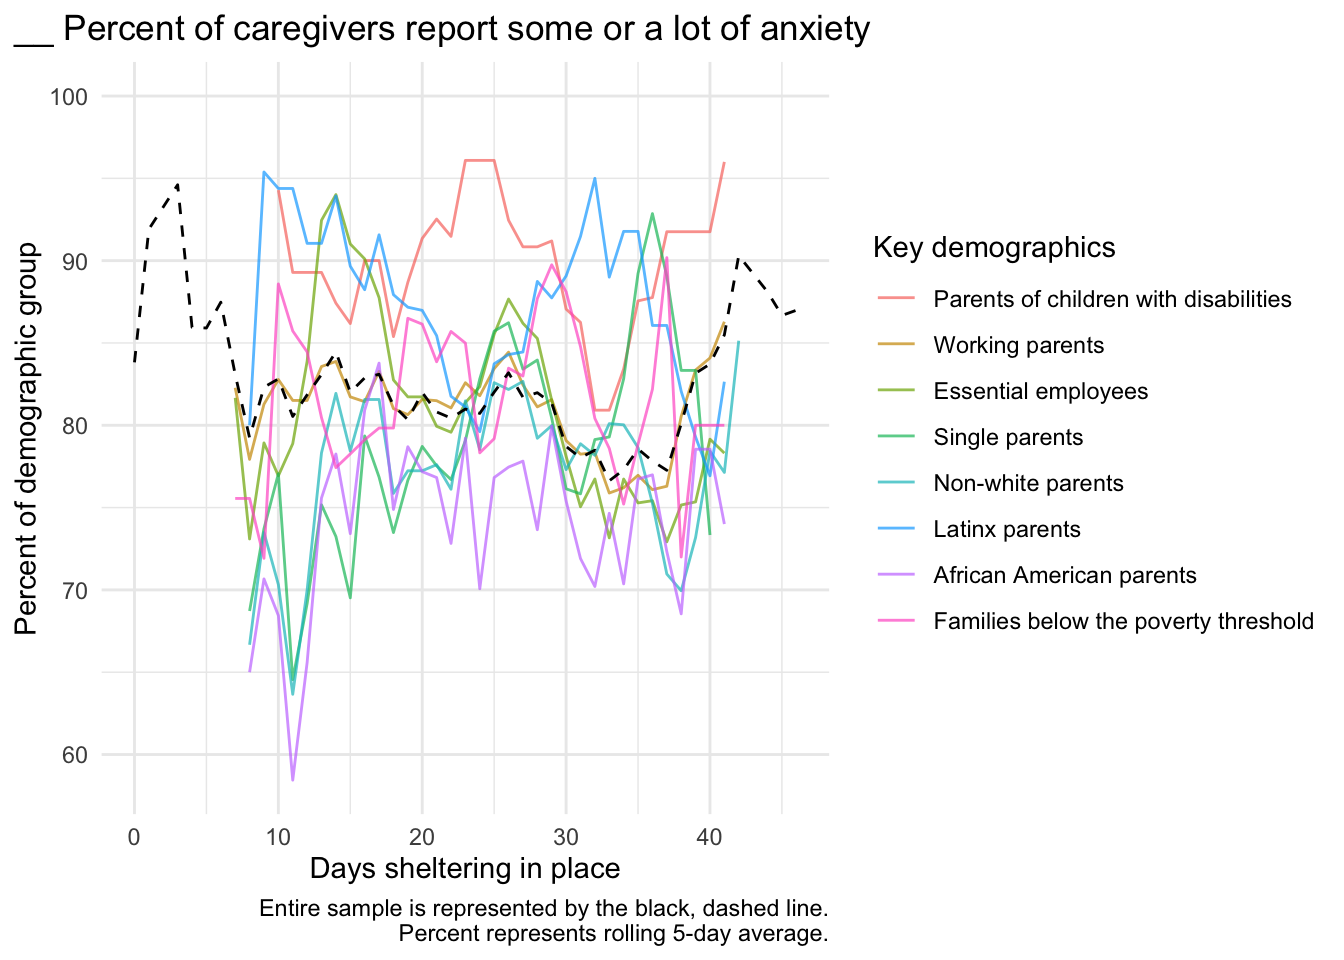 __ Percent of caregivers report some or a lot of anxiety
Percent of demographic group
100
90
80
70
60
0 10 20 30 40
Days sheltering in place
Key demographics
Parents of children with disabilities
Working parents
Essential employees
Single parents
Non-white parents
Latinx parents
African American parents
Families below the poverty threshold
Entire sample is represented by the black, dashed line.
Percent represents rolling 5-day average.